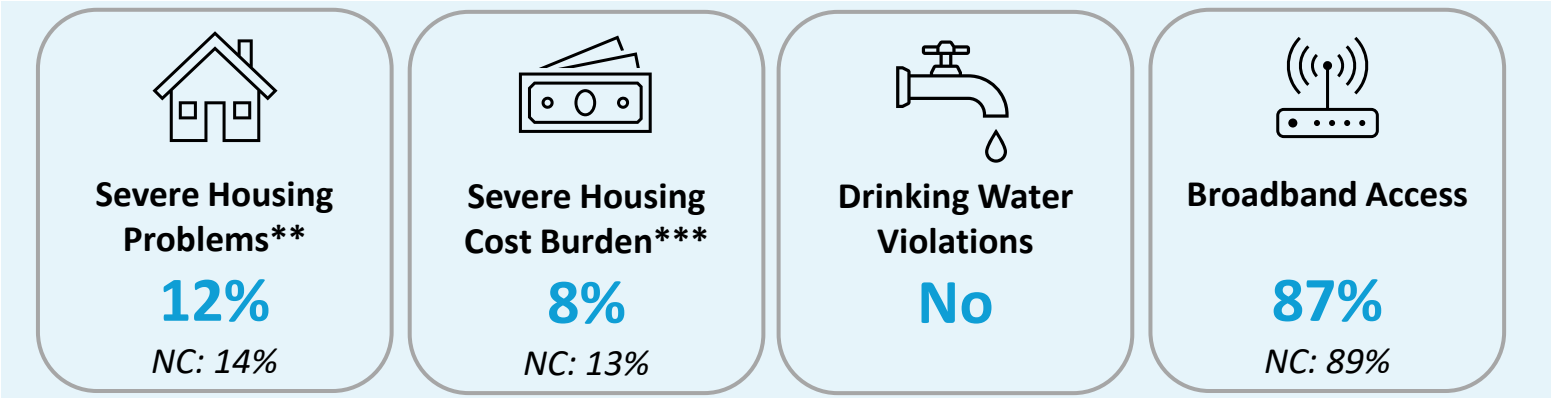 Severe Housing
Problems**
12%
NC: 14%
Severe Housing
Cost Burden***
8%
NC: 13%
Drinking Water
Violations
No
Broadband Access
87%
NC: 89%